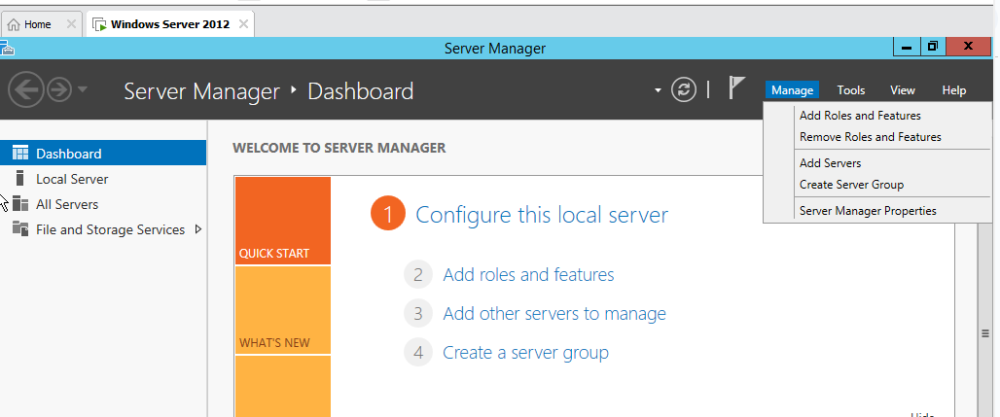 Home
Windows Server 2012
Server Manager
Server Manager
Dashboard
Manage Tools View Help
Add Roles and Features
Remove Roles and Features
Add Servers
Create Server Group
Server Manager Properties
Dashboard
Local Server
All Servers
File and Storage Services
WELCOME TO SERVER MANAGER
QUICK START
WHAT'S NEW
1 Configure this local server
2 Add roles and features
3 Add other servers to manage
4 Create a server group